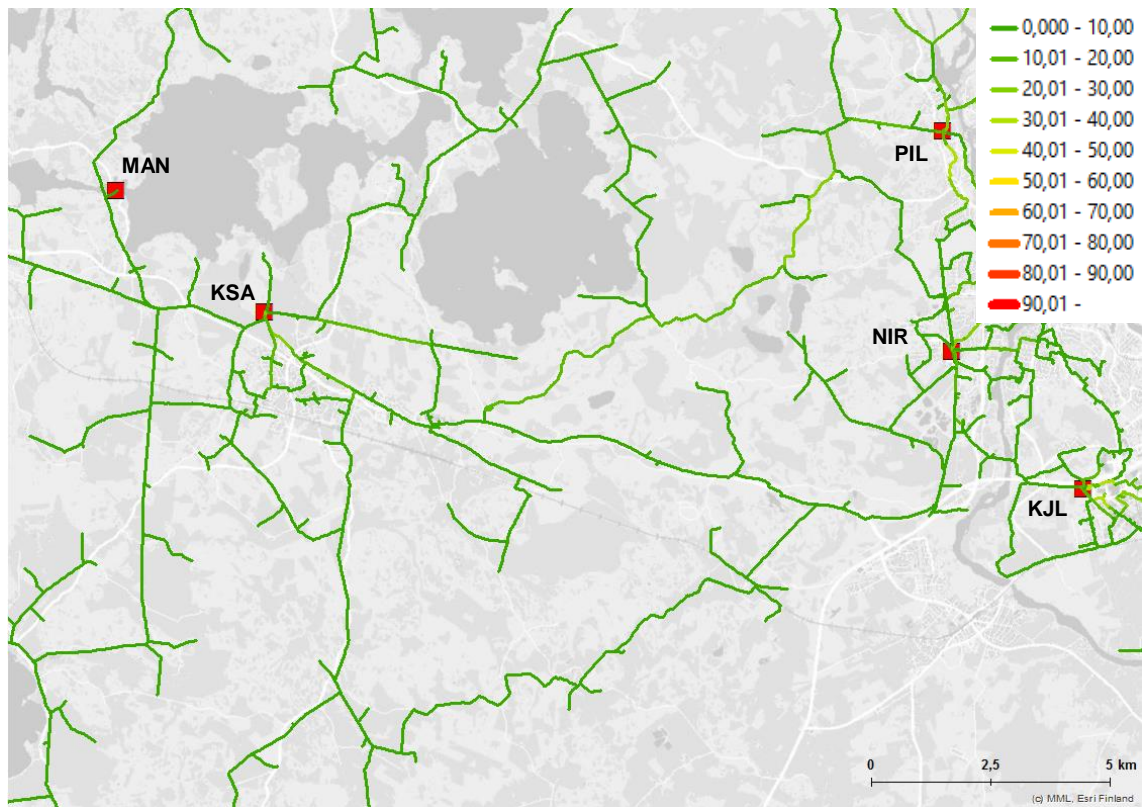 0,000 - 10,00
10,01 - 20,00
20,01 - 30,00
30,01 - 40,00
40,01 - 50,00
50,01 - 60,00
60,01 - 70,00
70,01 - 80,00
80,01 - 90,00
90,01 -
MAN
PIL
KSA
NIR
KJL
0 2,5 5 km
(c) MML, Esri Finland